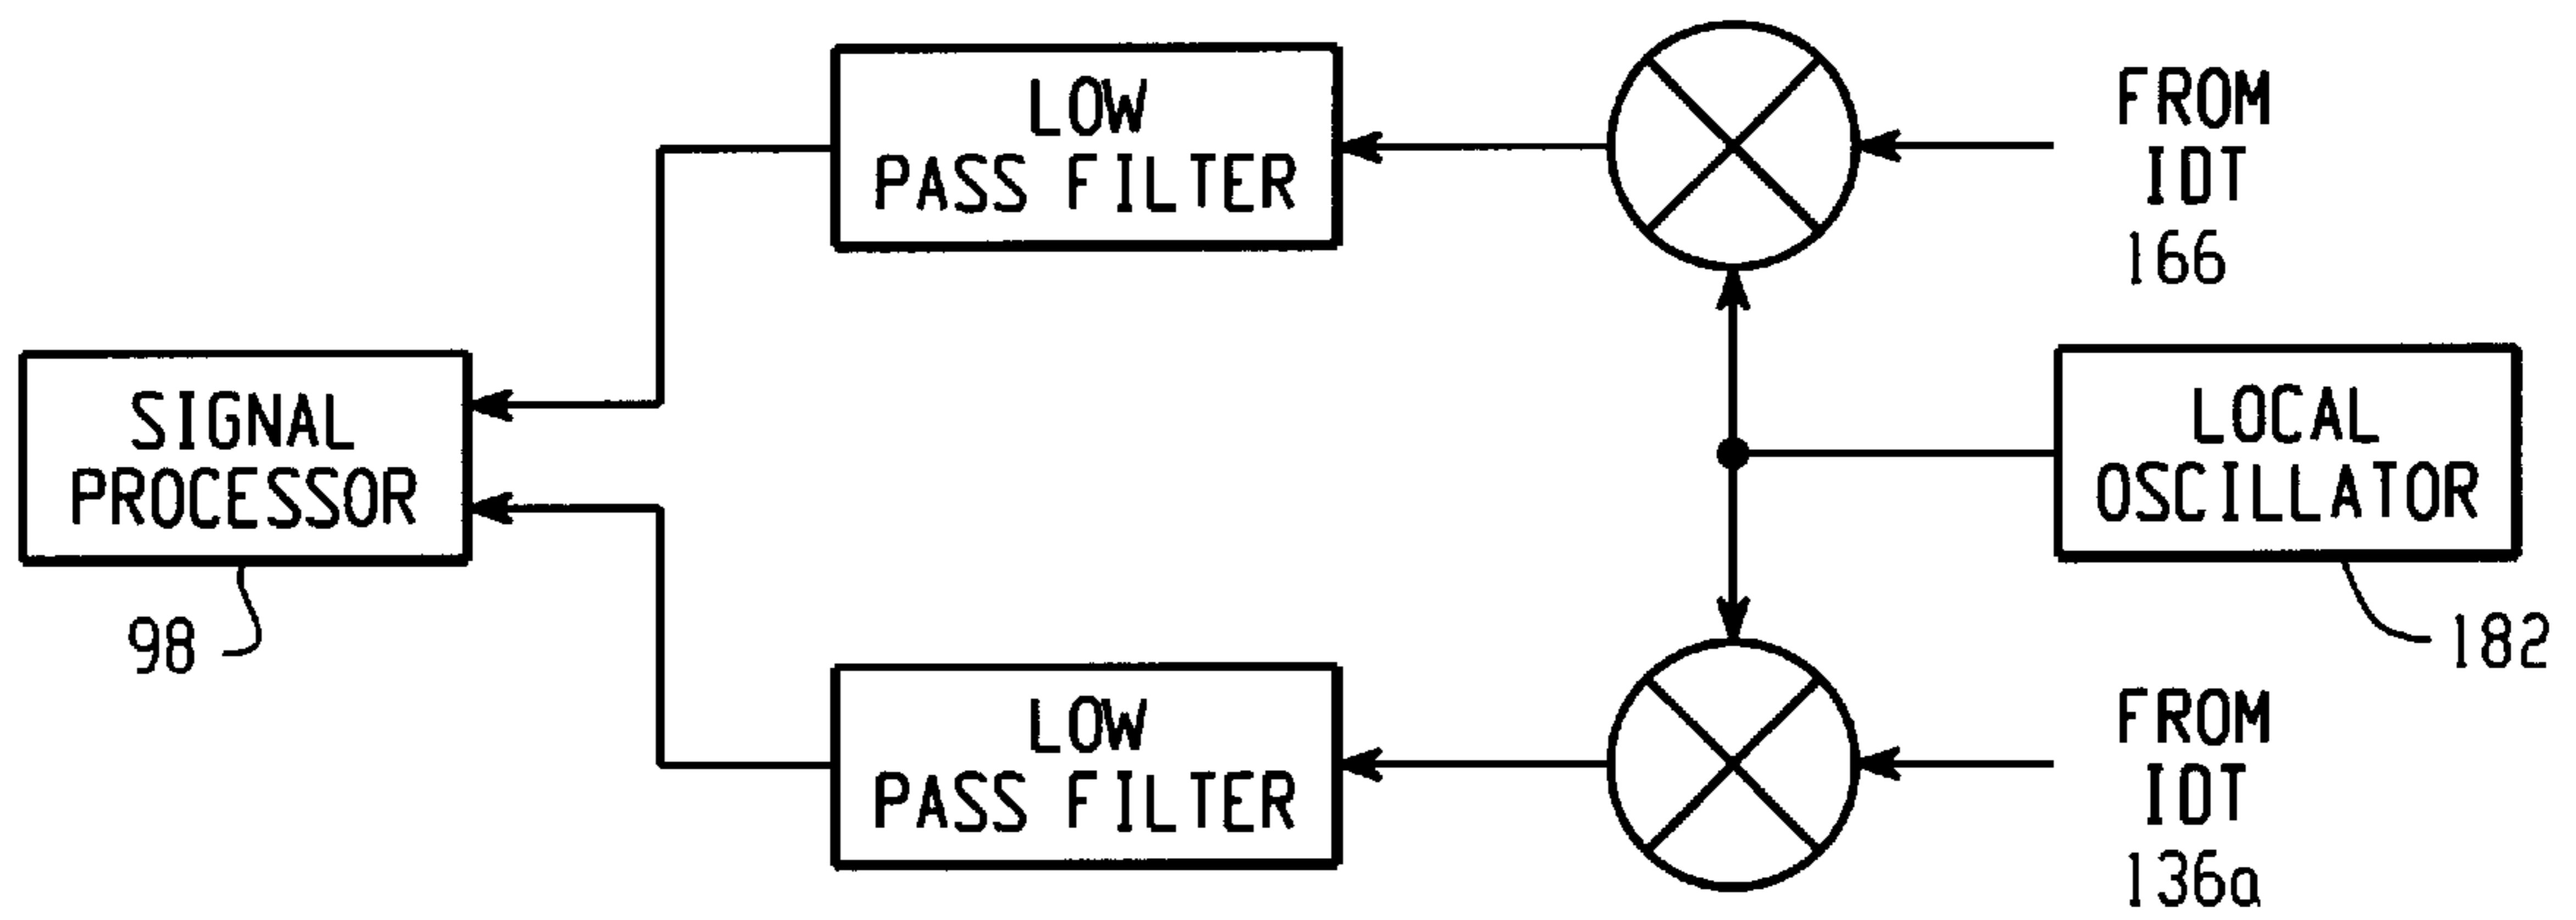 LOW
PASS FILTER
FROM
IDT
166
SIGNAL
PROCESSOR
98
LOCAL
OSCILLATOR
182
LOW
PASS FILTER
FROM
IDT
136a